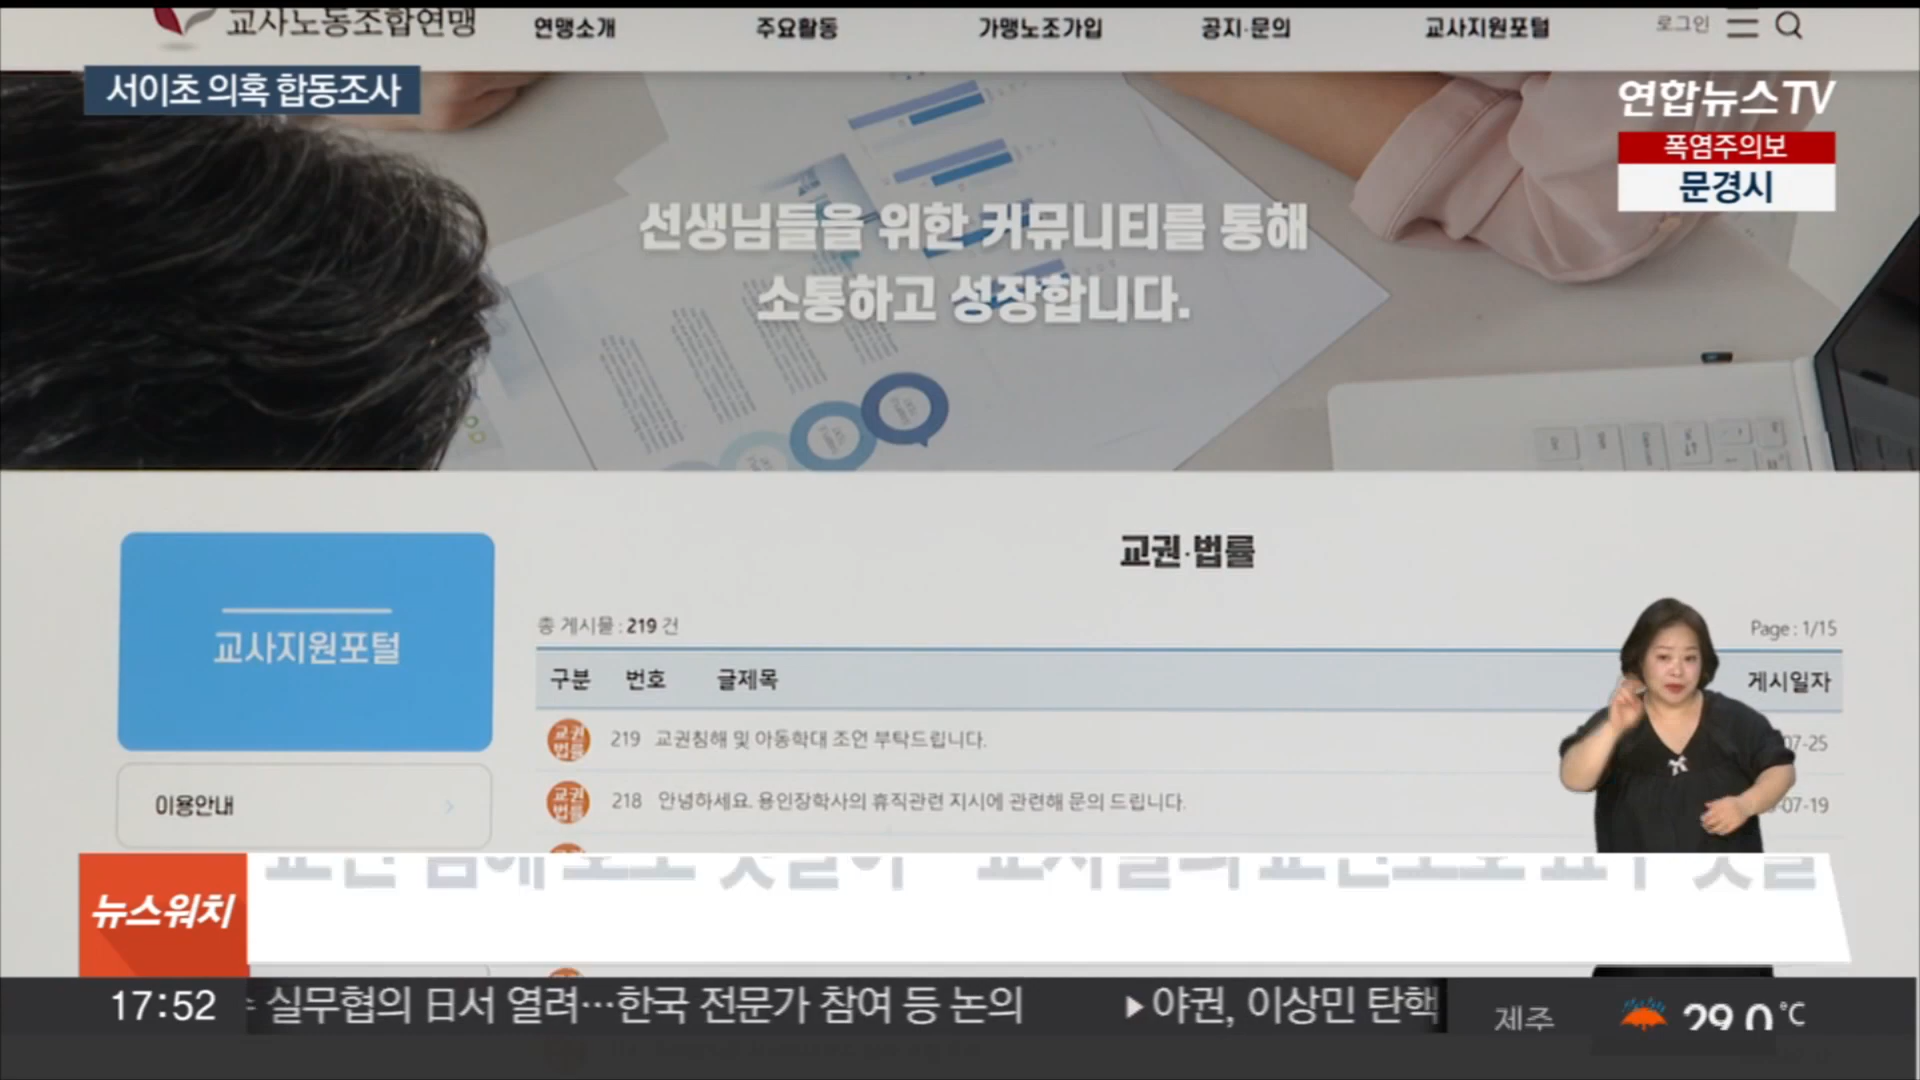 교사노동조합연맹
연맹소개 주요활동 가맹노조가입 공지·문의 교사지원포털 로그인
서이초 의혹 합동조사
연합뉴스TV
폭염주의보
문경시
선생님들을 위한 커뮤니티를 통해
소통하고 성장합니다.
교권·법률
교사지원포털
총 게시물 : 219 건 Page : 1/15
구분 번호 글제목 게시일자
교권법률 219 교권침해 및 아동학대 조언 부탁드립니다. 07-25
교권법률 218 안녕하세요. 용인장학사의 휴직관련 지시에 관련해 문의 드립니다. -07-19
이용안내
뉴스워치
17:52 실무협의 日서 열려…한국 전문가 참여 등 논의 ▶야권, 이상민 탄핵 제주 29.0℃